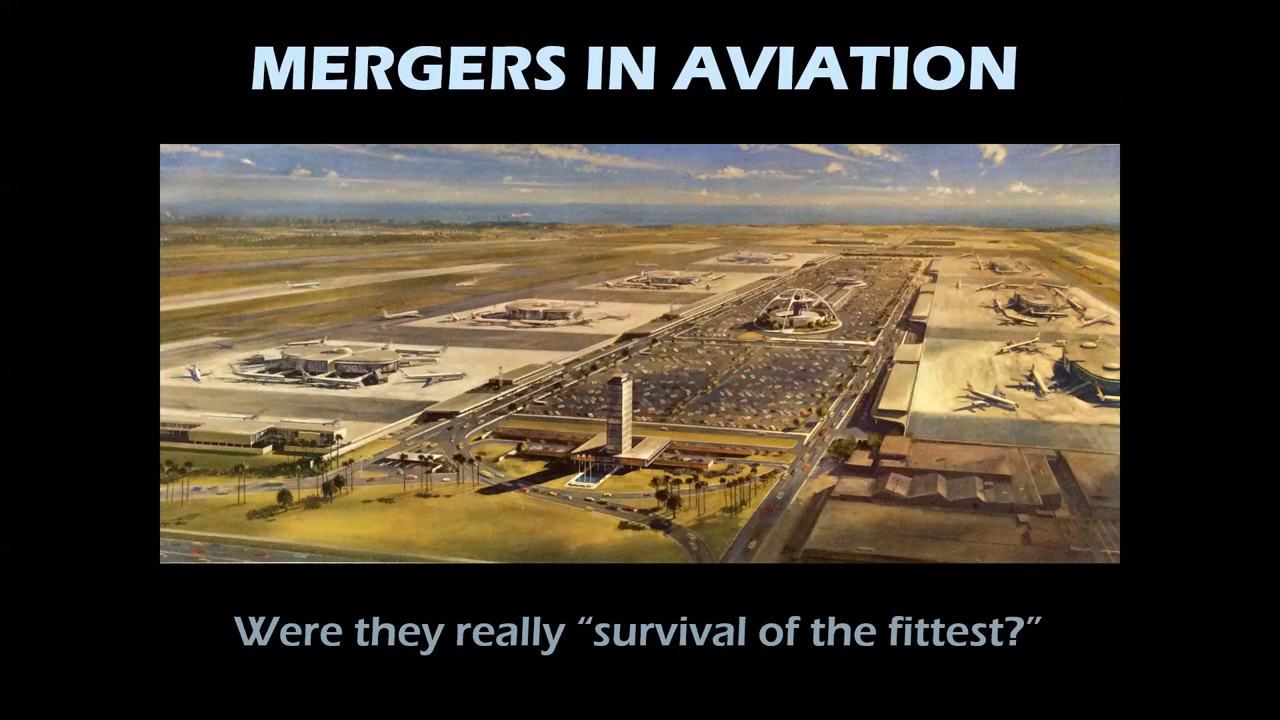 MERGERS IN AVIATION
Were they really “survival of the fittest?”